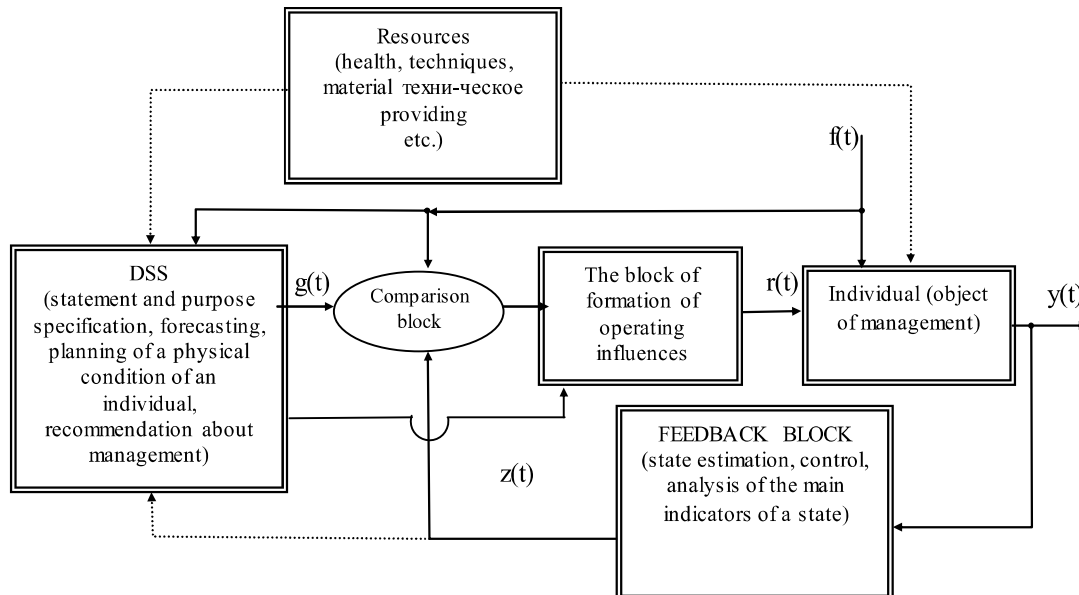 Resources
(health, techniques,
material техни-ческое
providing
etc.)
f(t)
DSS
(statement and purpose
specification, forecasting,
planning of a physical
condition of an
individual,
recommendation about
management)
g(t)
Comparison
block
The block of
formation of
operating
influences
r(t)
Individual (object
of management)
y(t)
z(t)
FEEDBACK BLOCK
(state estimation, control,
analysis of the main
indicators of a state)